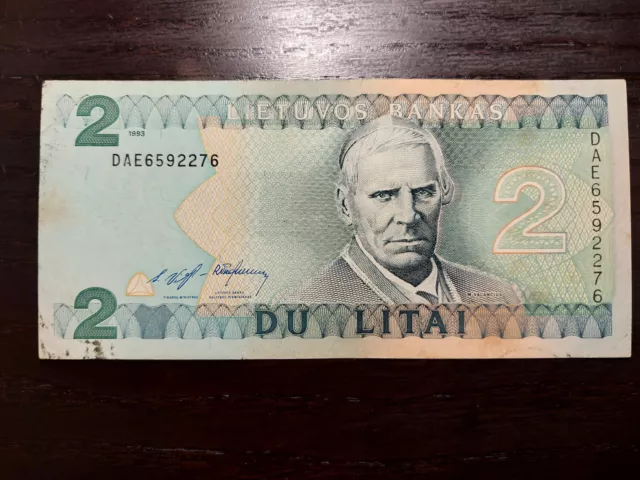 LIETUVOS BANKAS
2
1993
DAE6592276
2
DAE6592276
2
DU LITAI